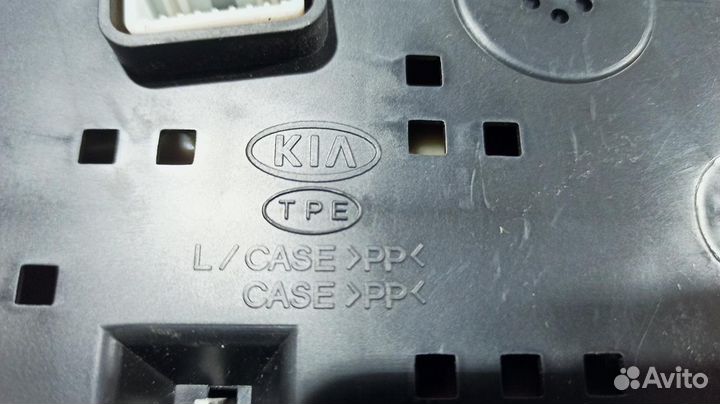 KIA
TPE
L/CASE >PP<
CASE >PP<
Avito